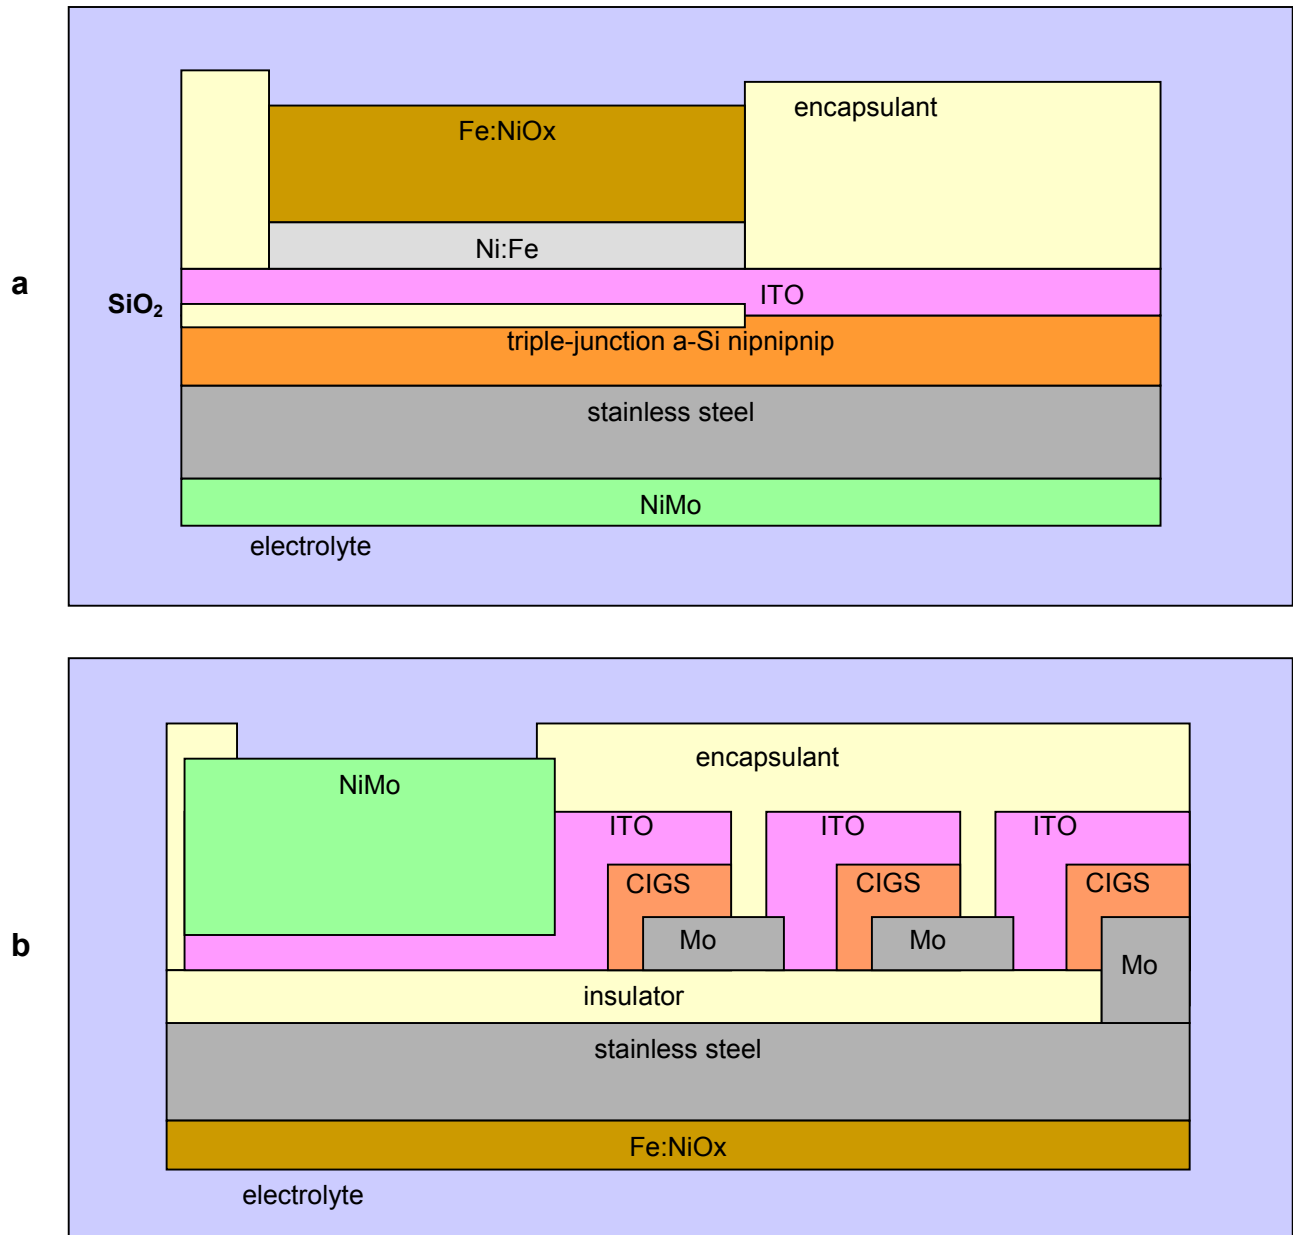 a
encapsulant
Fe:NiOx
Ni:Fe
SiO₂
ITO
triple-junction a-Si nipnipnip
stainless steel
NiMo
electrolyte
b
encapsulant
NiMo
ITO
ITO
ITO
CIGS
CIGS
CIGS
Mo
Mo
Mo
insulator
stainless steel
Fe:NiOx
electrolyte